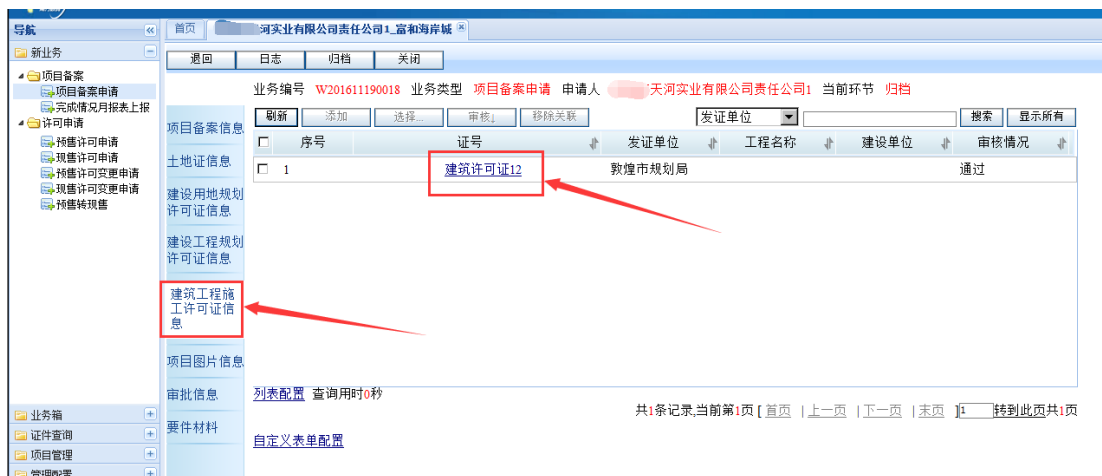 导航
新业务
项目备案
项目备案申请
完成情况月报表上报
许可申请
预售许可申请
现售许可申请
预售许可变更申请
现售许可变更申请
预售转现售
业务箱
证件查询
项目管理
管理配置
首页 河实业有限公司责任公司1_富和海岸城
退回 日志 归档 关闭
业务编号 W201611190018 业务类型 项目备案申请 申请人 天河实业有限公司责任公司1 当前环节 归档
项目备案信息
土地证信息
建设用地规划
许可证信息
建设工程规划
许可证信息
建筑工程施
工许可证信
息
项目图片信息
审批信息
要件材料
刷新 添加 选择... 审核↓ 移除关联 发证单位 搜索 显示所有
序号 证号 发证单位 工程名称 建设单位 审核情况
1 建筑许可证12 敦煌市规划局 通过
列表配置 查询用时0秒
共1条记录,当前第1页[ 首页 |上一页 |下一页 |末页 ]1 转到此页共1页
自定义表单配置